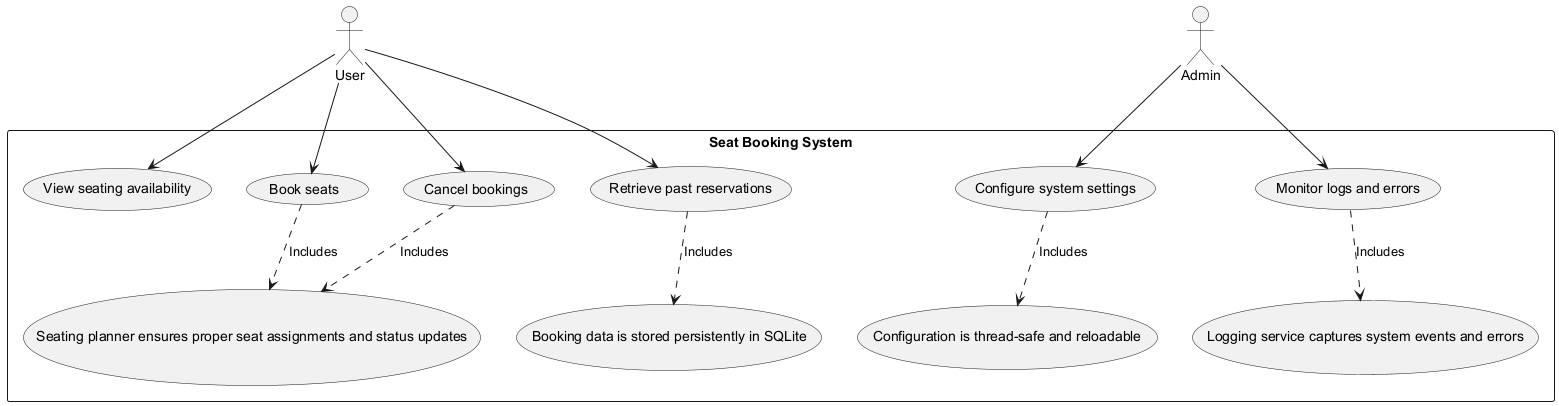 User
Admin
Seat Booking System
View seating availability
Book seats
Cancel bookings
Retrieve past reservations
Configure system settings
Monitor logs and errors
Includes
Includes
Includes
Includes
Includes
Seating planner ensures proper seat assignments and status updates
Booking data is stored persistently in SQLite
Configuration is thread-safe and reloadable
Logging service captures system events and errors